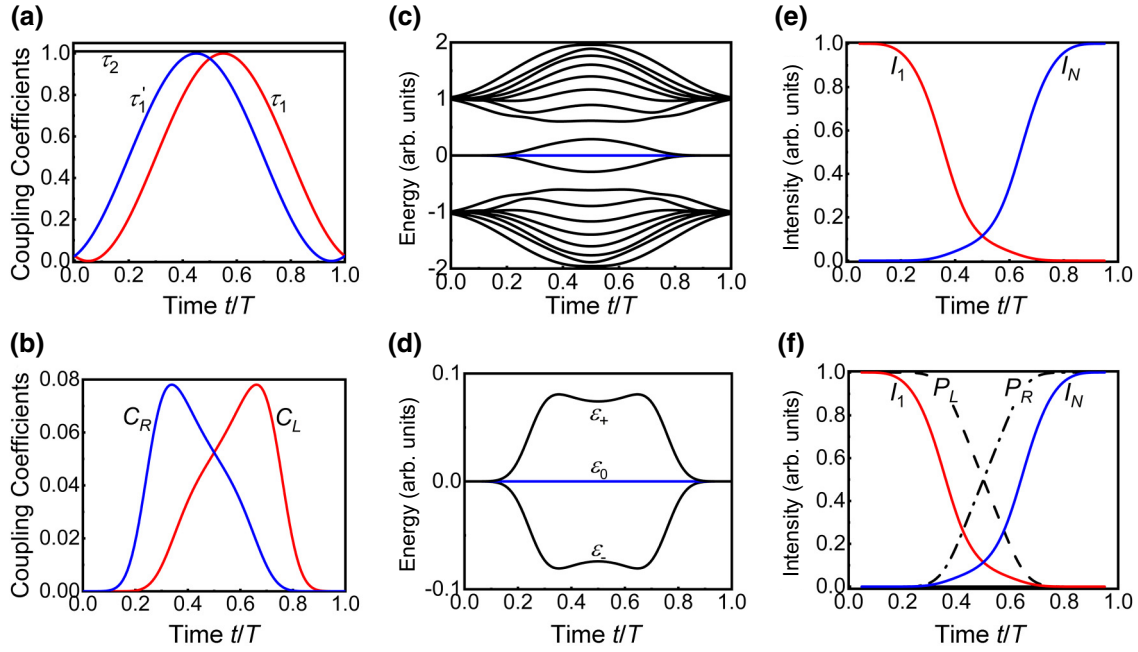 (a)
Coupling Coefficients
1.0
0.8
0.6
0.4
0.2
0.0
τ2
τ1'
τ1
0.0 0.2 0.4 0.6 0.8 1.0
Time t/T
(b)
Coupling Coefficients
0.08
0.06
0.04
0.02
0.00
CR
CL
0.0 0.2 0.4 0.6 0.8 1.0
Time t/T
(c)
Energy (arb. units)
2
1
0
-1
-2
0.0 0.2 0.4 0.6 0.8 1.0
Time t/T
(d)
Energy (arb. units)
0.1
0.0
-0.1
ε+
ε0
ε-
0.0 0.2 0.4 0.6 0.8 1.0
Time t/T
(e)
Intensity (arb. units)
1.0
0.8
0.6
0.4
0.2
0.0
I1
IN
0.0 0.2 0.4 0.6 0.8 1.0
Time t/T
(f)
Intensity (arb. units)
1.0
0.8
0.6
0.4
0.2
0.0
I1
PL
PR
IN
0.0 0.2 0.4 0.6 0.8 1.0
Time t/T